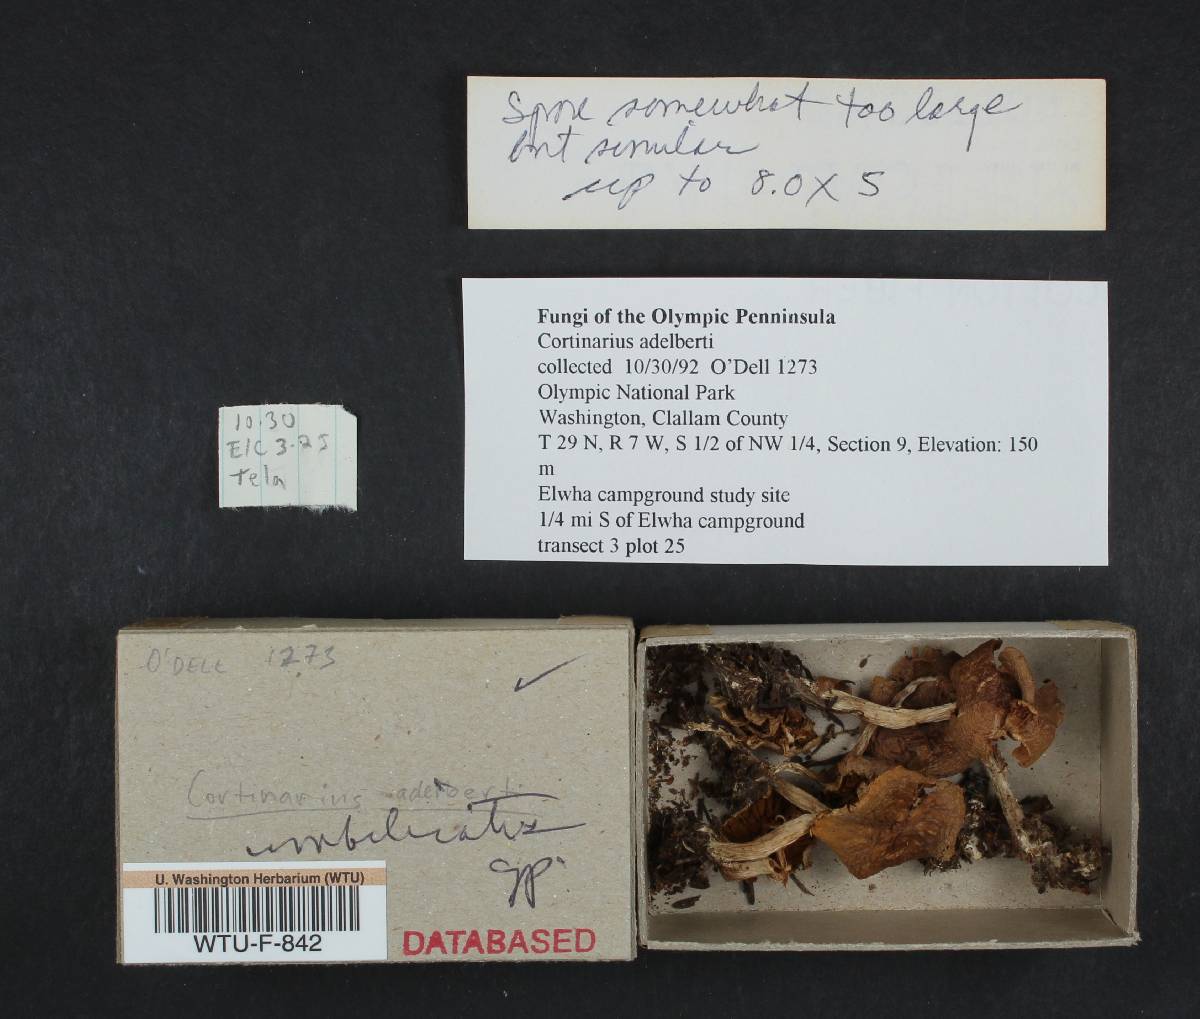 Spore somewhat too large
but similar
up to 8.0 X 5
Fungi of the Olympic Penninsula
Cortinarius adelberti
collected 10/30/92 O'Dell 1273
Olympic National Park
Washington, Clallam County
T 29 N, R 7 W, S 1/2 of NW 1/4, Section 9, Elevation: 150
m
Elwha campground study site
1/4 mi S of Elwha campground
transect 3 plot 25
10.30
E/C 3-25
Tela
O'DELL 1273
Cortinarius adelberti
umbilicatus
U. Washington Herbarium (WTU)
WTU-F-842
DATABASED